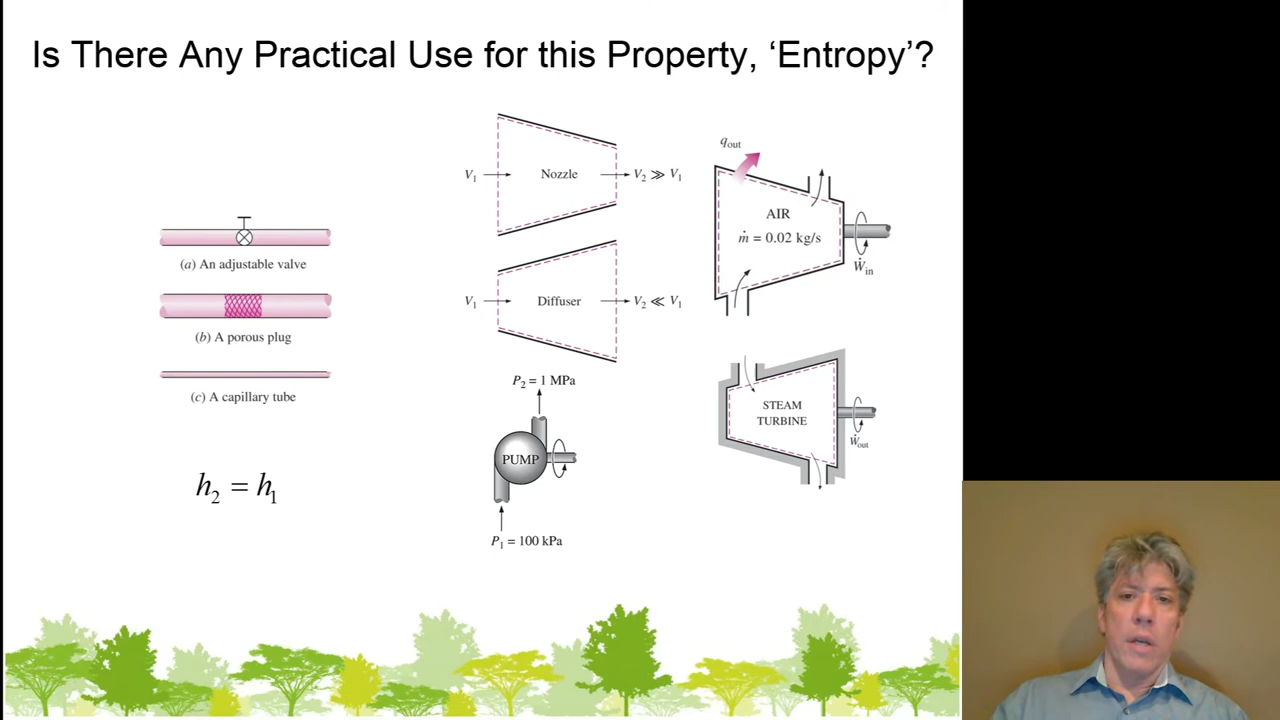 Is There Any Practical Use for this Property, ‘Entropy’?
(a) An adjustable valve
(b) A porous plug
(c) A capillary tube
h₂ = h₁
V₁
Nozzle
V₂ ≫ V₁
V₁
Diffuser
V₂ ≪ V₁
P₂ = 1 MPa
PUMP
P₁ = 100 kPa
qout
AIR
ṁ = 0.02 kg/s
Ẇin
STEAM
TURBINE
Ẇout